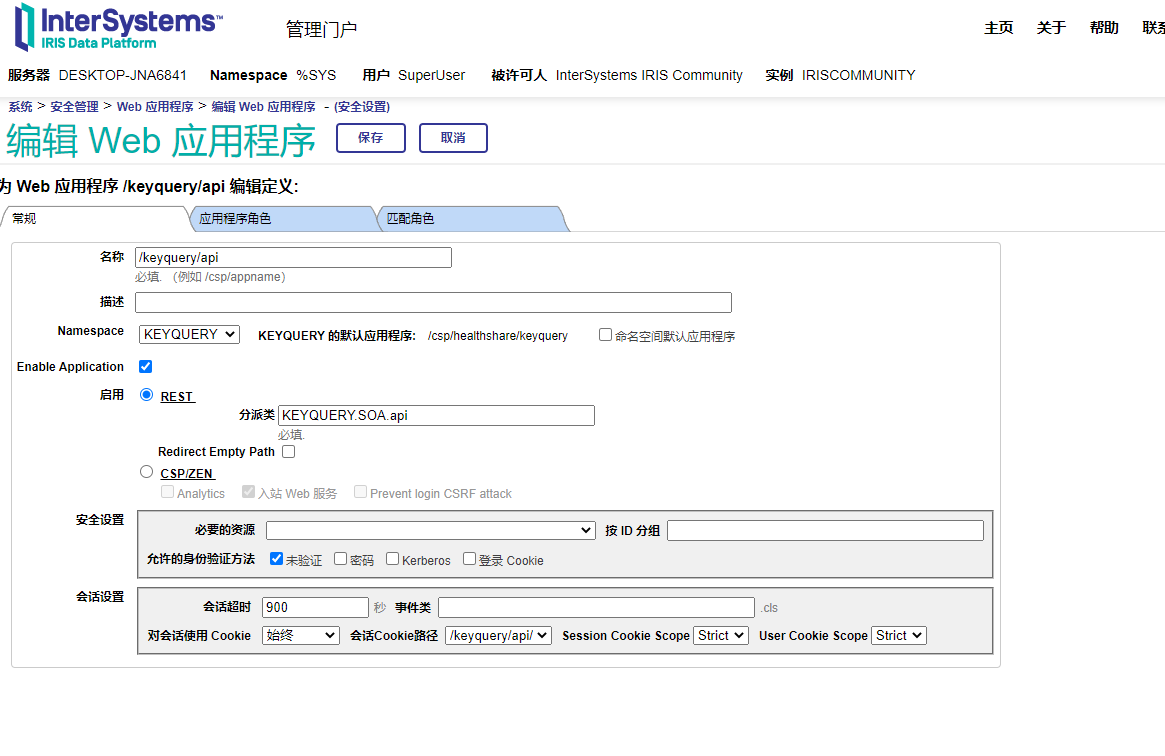 InterSystems™
IRIS Data Platform
管理门户
主页 关于 帮助 联系
服务器 DESKTOP-JNA6841 Namespace %SYS 用户 SuperUser 被许可人 InterSystems IRIS Community 实例 IRISCOMMUNITY
系统 > 安全管理 > Web 应用程序 > 编辑 Web 应用程序 - (安全设置)
编辑 Web 应用程序 保存 取消
为 Web 应用程序 /keyquery/api 编辑定义:
常规 应用程序角色 匹配角色
名称 /keyquery/api
必填. (例如 /csp/appname)
描述
Namespace KEYQUERY KEYQUERY 的默认应用程序: /csp/healthshare/keyquery 命名空间默认应用程序
Enable Application
启用 REST
分派类 KEYQUERY.SOA.api
必填.
Redirect Empty Path
CSP/ZEN
Analytics 入站 Web 服务 Prevent login CSRF attack
安全设置 必要的资源 按 ID 分组
允许的身份验证方法 未验证 密码 Kerberos 登录 Cookie
会话设置 会话超时 900 秒 事件类 .cls
对会话使用 Cookie 始终 会话Cookie路径 /keyquery/api/ Session Cookie Scope Strict User Cookie Scope Strict